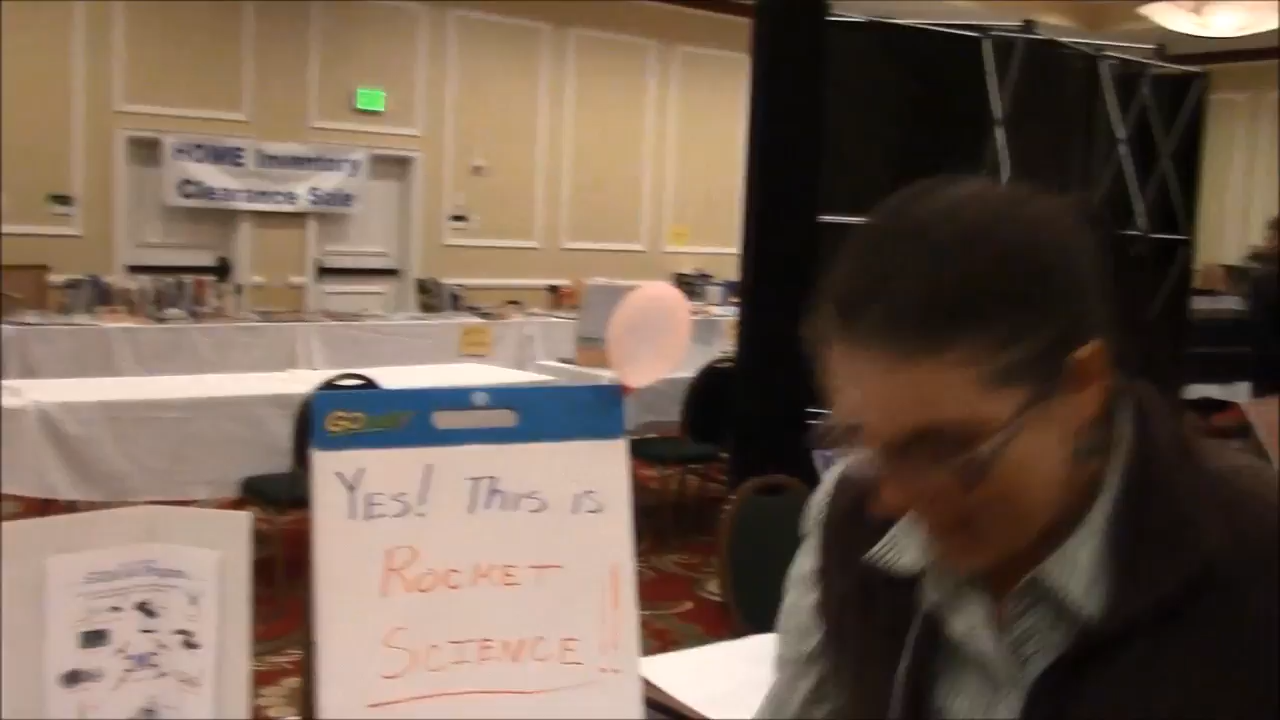 HOME Inventory
Clearance Sale
Yes! This is
ROCKET
SCIENCE!!